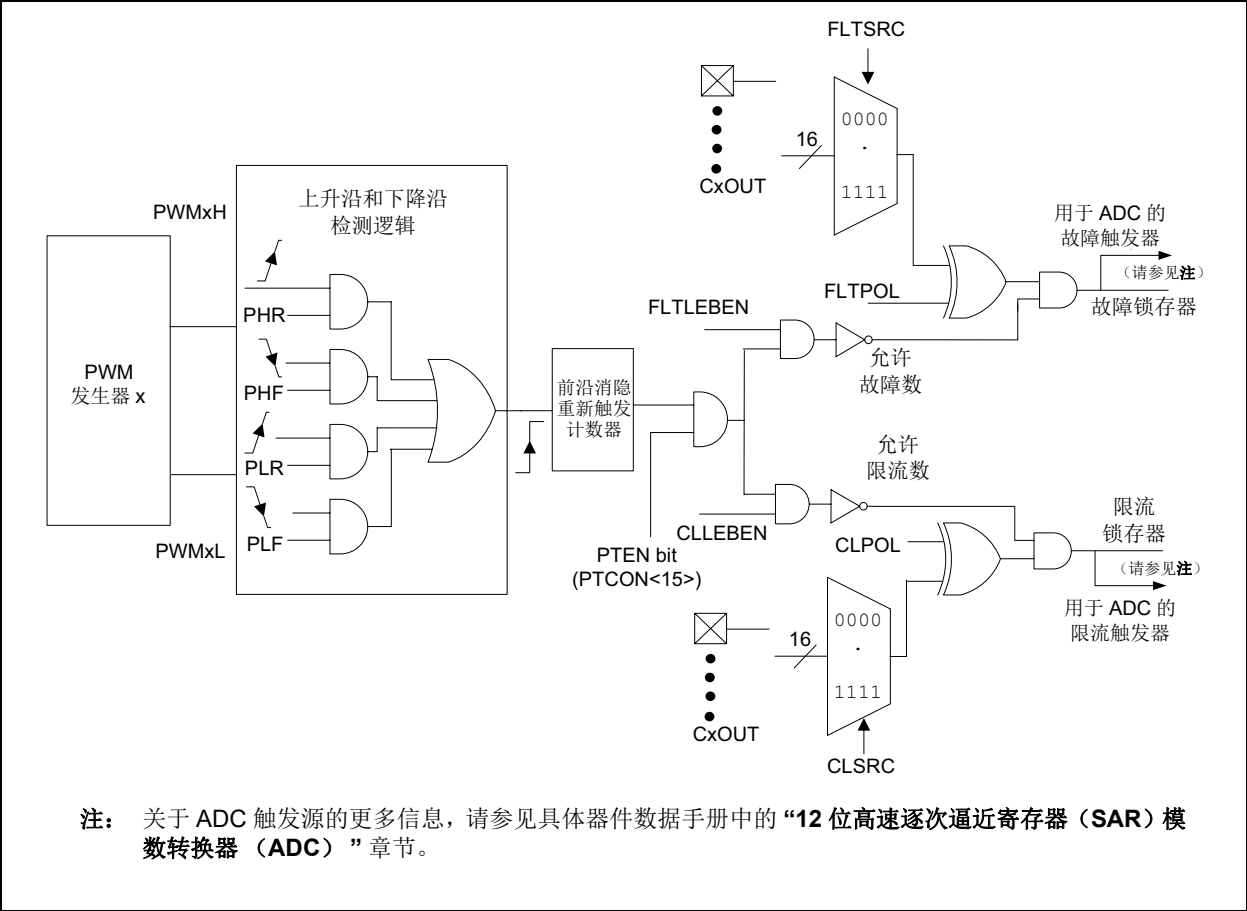 FLTSRC
0000
16
CxOUT
1111
上升沿和下降沿
检测逻辑
PWMxH
用于 ADC 的
故障触发器
（请参见注）
故障锁存器
FLTPOL
PHR
FLTLEBEN
PWM
发生器 x
PHF
前沿消隐
重新触发
计数器
允许
故障数
PLR
允许
限流数
PLF
PWMxL
CLLEBEN
PTEN bit
(PTCON<15>)
CLPOL
限流
锁存器
（请参见注）
用于 ADC 的
限流触发器
0000
16
1111
CxOUT
CLSRC
注： 关于 ADC 触发源的更多信息，请参见具体器件数据手册中的 “12 位高速逐次逼近寄存器（SAR）模
数转换器 （ADC） ” 章节。